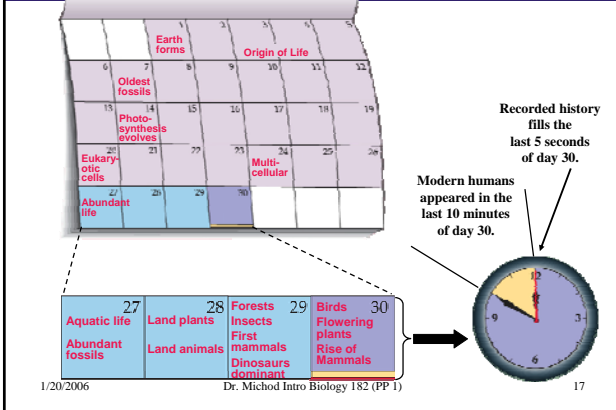 1 2 3 4 5
Earth
forms
Origin of Life
6 7 8 9 10 11 12
Oldest
fossils
13 14 15 16 17 18 19
Photo-
synthesis
evolves
20 21 22 23 24 25 26
Eukary-
otic
cells
Multi-
cellular
27 28 29 30
Abundant
life
Recorded history
fills the
last 5 seconds
of day 30.
Modern humans
appeared in the
last 10 minutes
of day 30.
27
Aquatic life
Abundant
fossils
28
Land plants
Land animals
29
Forests
Insects
First
mammals
Dinosaurs
dominant
30
Birds
Flowering
plants
Rise of
Mammals
12
9 3
6
1/20/2006 Dr. Michod Intro Biology 182 (PP 1) 17